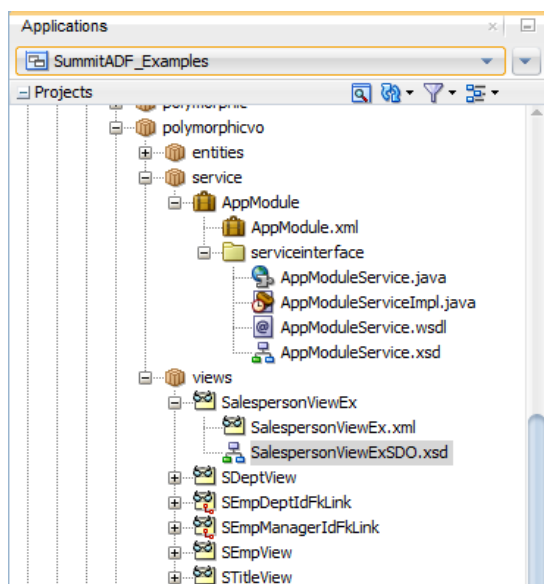 Applications
SummitADF_Examples
Projects
polymorphic
polymorphicvo
entities
service
AppModule
AppModule.xml
serviceinterface
AppModuleService.java
AppModuleServiceImpl.java
AppModuleService.wsdl
AppModuleService.xsd
views
SalespersonViewEx
SalespersonViewEx.xml
SalespersonViewExSDO.xsd
SDeptView
SEmpDeptIdFkLink
SEmpManagerIdFkLink
SEmpView
STitleView